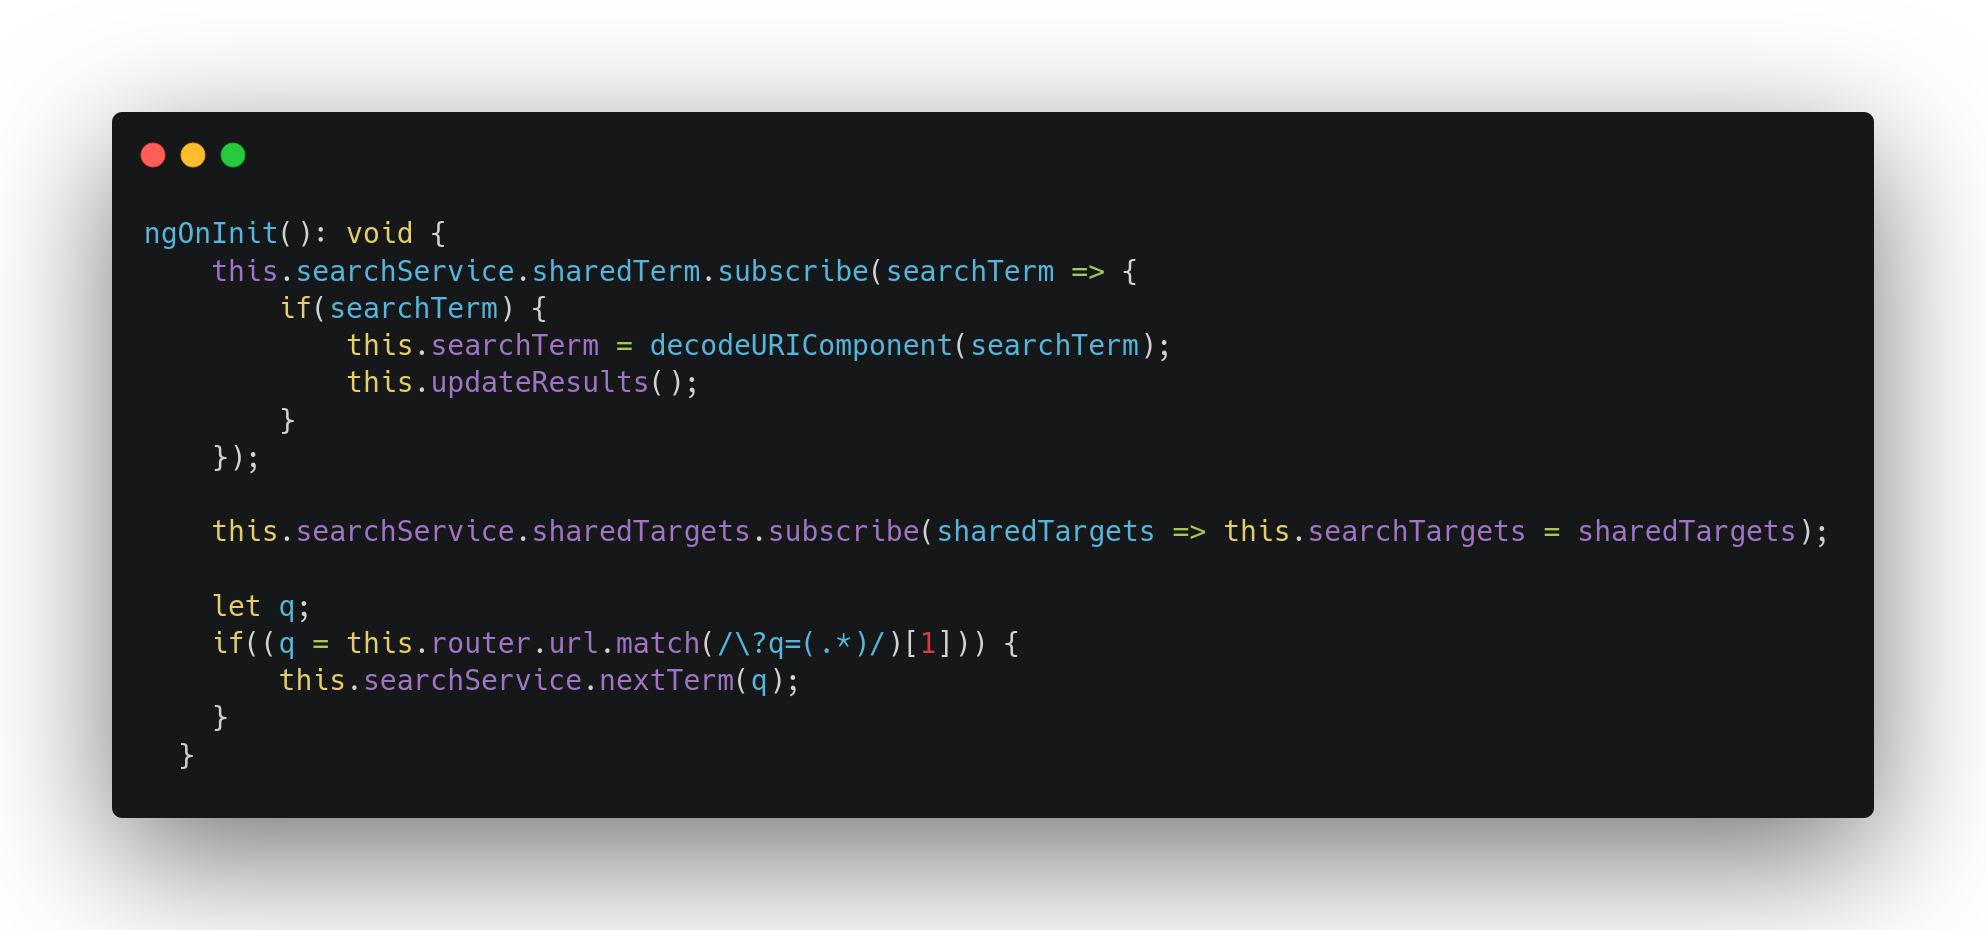 ngOnInit(): void {
    this.searchService.sharedTerm.subscribe(searchTerm => {
        if(searchTerm) {
            this.searchTerm = decodeURIComponent(searchTerm);
            this.updateResults();
        }
    });

    this.searchService.sharedTargets.subscribe(sharedTargets => this.searchTargets = sharedTargets);

    let q;
    if((q = this.router.url.match(/\?q=(.*)/)[1])) {
        this.searchService.nextTerm(q);
    }
  }